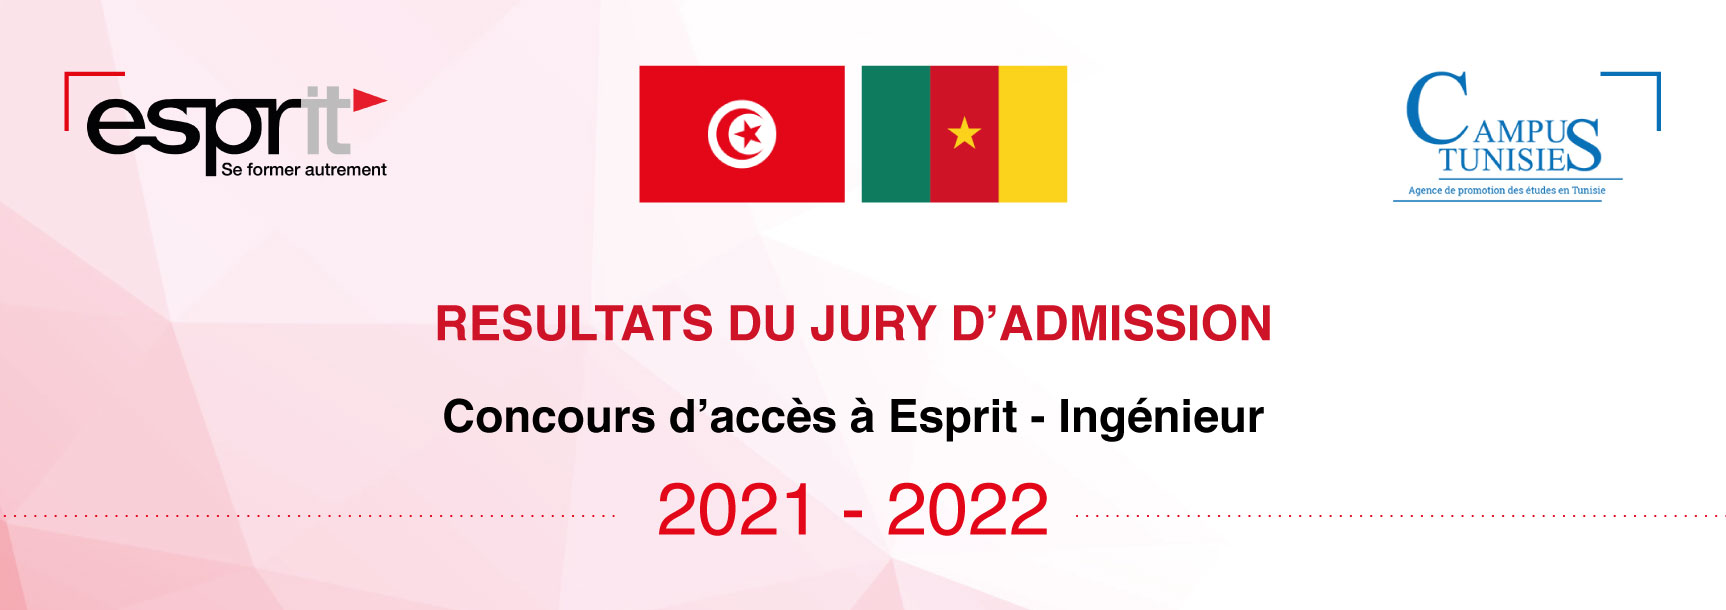 esprit
Se former autrement
CAMPUS
TUNISIE
Agence de promotion des études en Tunisie
RESULTATS DU JURY D’ADMISSION
Concours d’accès à Esprit - Ingénieur
2021 - 2022